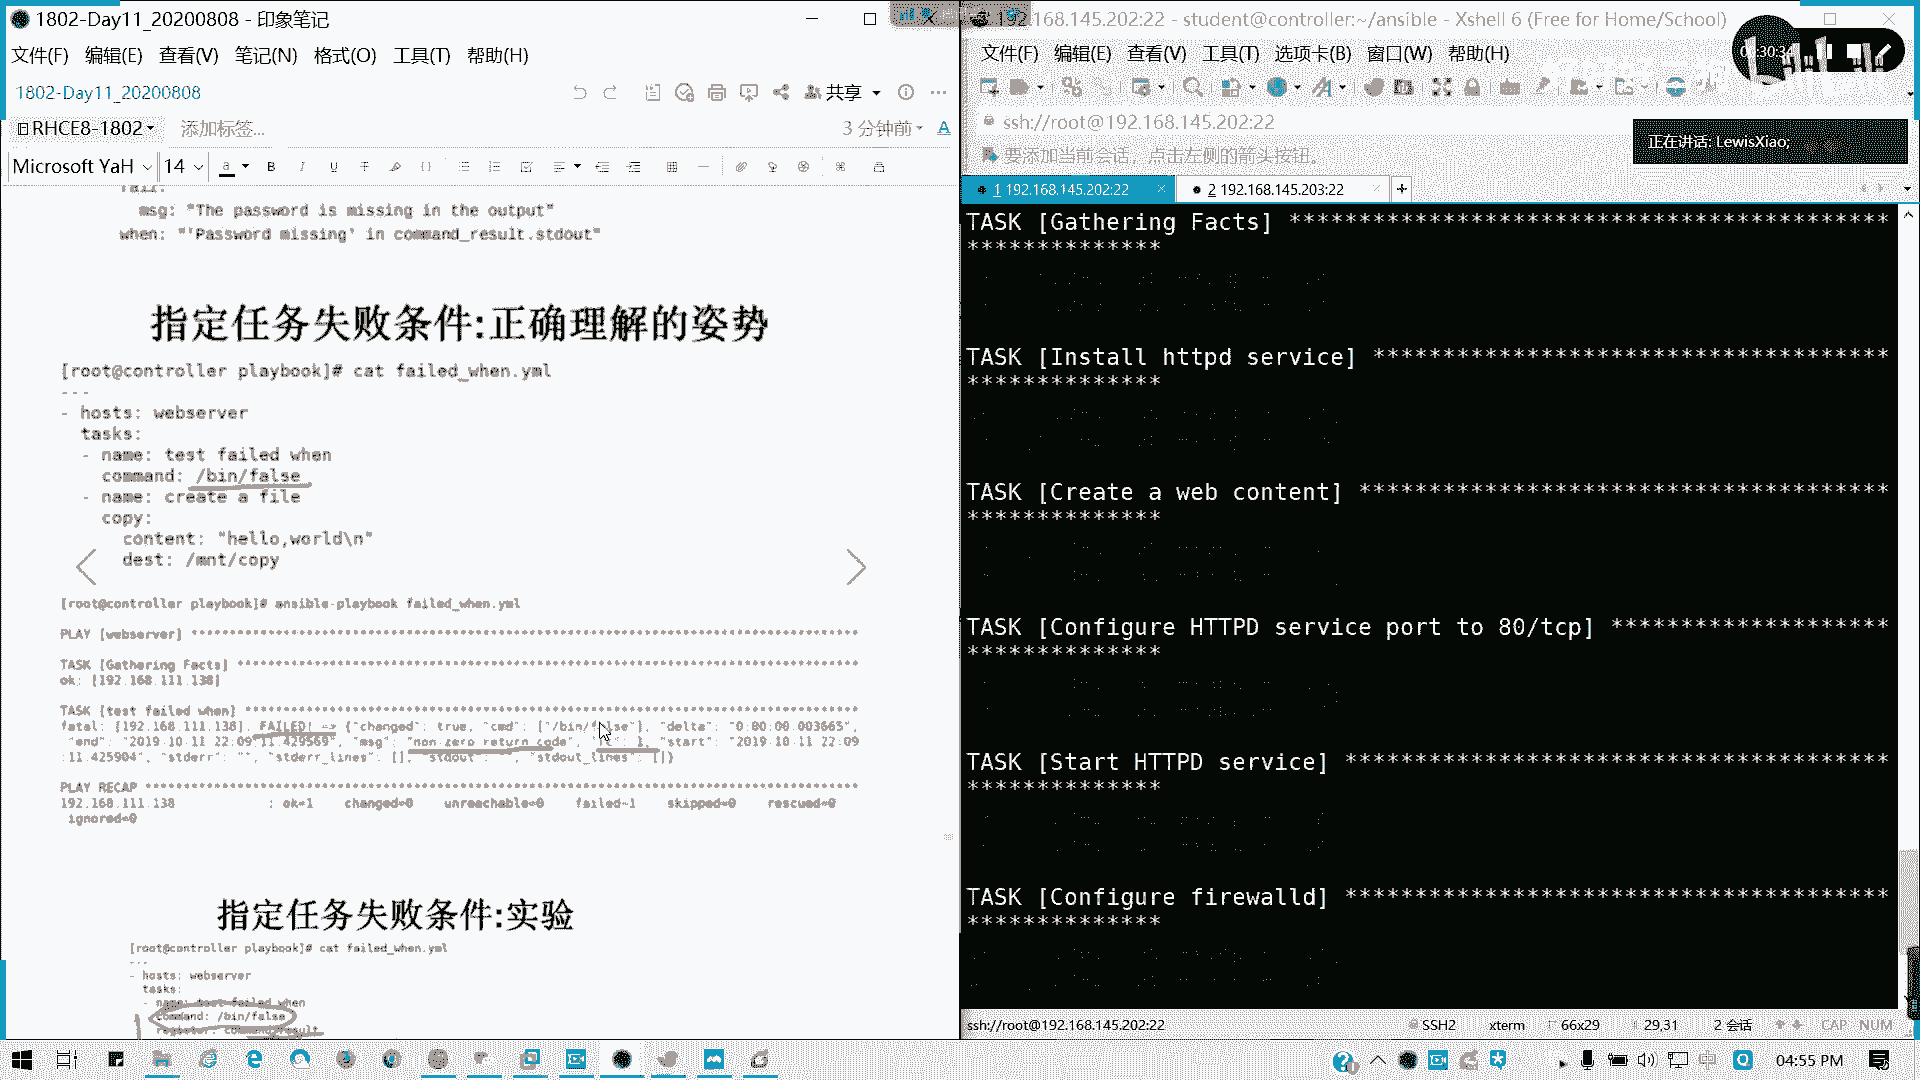 1802-Day11_20200808 - 印象笔记
文件(F) 编辑(E) 查看(V) 笔记(N) 格式(O) 工具(T) 帮助(H)
1802-Day11_20200808
共享
RHCE8-1802
添加标签...
3 分钟前
Microsoft YaH 14
fail:
msg: "The password is missing in the output"
when: "'Password missing' in command_result.stdout"
指定任务失败条件:正确理解的姿势
[root@controller playbook]# cat failed_when.yml
---
- hosts: webserver
tasks:
- name: test failed when
command: /bin/false
- name: create a file
copy:
content: "hello,world\n"
dest: /mnt/copy
[root@controller playbook]# ansible-playbook failed_when.yml
PLAY [webserver] ****************************************************************************************
TASK [Gathering Facts] **********************************************************************************
ok: [192.168.111.138]
TASK [test failed when] *********************************************************************************
fatal: [192.168.111.138]: FAILED! => {"changed": true, "cmd": ["/bin/false"], "delta": "0:00:00.003665",
"end": "2019-10-11 22:09:11.429569", "msg": "non-zero return code", "rc": 1, "start": "2019-10-11 22:09
:11.425904", "stderr": "", "stderr_lines": [], "stdout": "", "stdout_lines": []}
PLAY RECAP **********************************************************************************************
192.168.111.138 : ok=1 changed=0 unreachable=0 failed=1 skipped=0 rescued=0
ignored=0
指定任务失败条件:实验
[root@controller playbook]# cat failed_when.yml
---
- hosts: webserver
tasks:
- name: test failed when
command: /bin/false
register: command_result
192.168.145.202:22 - student@controller:~/ansible - Xshell 6 (Free for Home/School)
文件(F) 编辑(E) 查看(V) 工具(T) 选项卡(B) 窗口(W) 帮助(H)
ssh://root@192.168.145.202:22
要添加当前会话，点击左侧的箭头按钮。
正在讲话: LewisXiao;
1 192.168.145.202:22
2 192.168.145.203:22
TASK [Gathering Facts] *******************************************
**************
TASK [Install httpd service] *************************************
**************
TASK [Create a web content] **************************************
**************
TASK [Configure HTTPD service port to 80/tcp] ********************
**************
TASK [Start HTTPD service] ***************************************
**************
TASK [Configure firewalld] ***************************************
**************
ssh://root@192.168.145.202:22 SSH2 xterm 66x29 29,31 2 会话 CAP NUM
04:55 PM